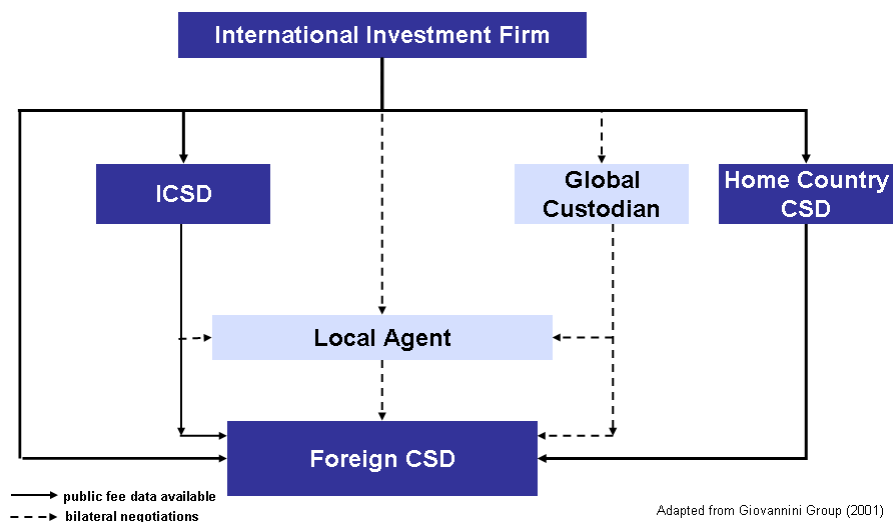 International Investment Firm
ICSD
Global
Custodian
Home Country
CSD
Local Agent
Foreign CSD
public fee data available
bilateral negotiations
Adapted from Giovannini Group (2001)